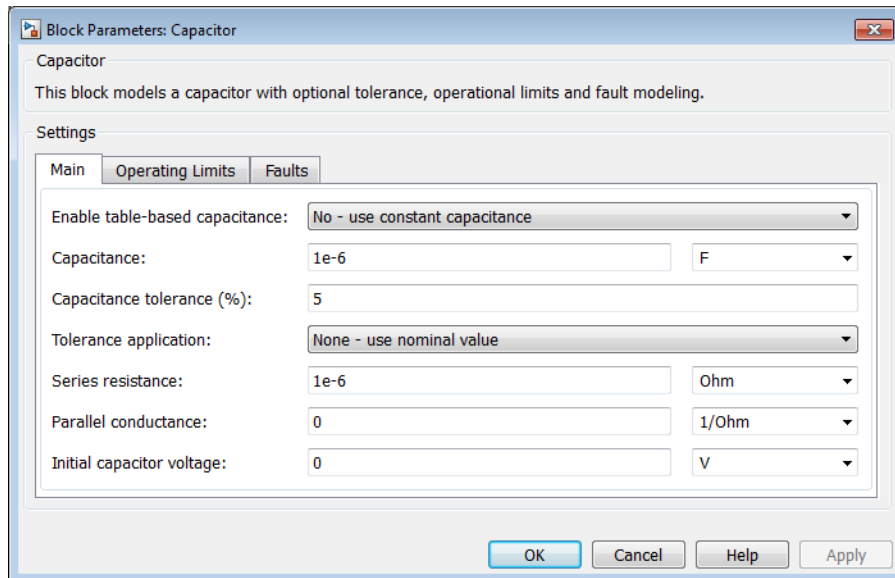 Block Parameters: Capacitor
Capacitor
This block models a capacitor with optional tolerance, operational limits and fault modeling.
Settings
Main Operating Limits Faults
Enable table-based capacitance: No - use constant capacitance
Capacitance: 1e-6 F
Capacitance tolerance (%): 5
Tolerance application: None - use nominal value
Series resistance: 1e-6 Ohm
Parallel conductance: 0 1/Ohm
Initial capacitor voltage: 0 V
OK Cancel Help Apply